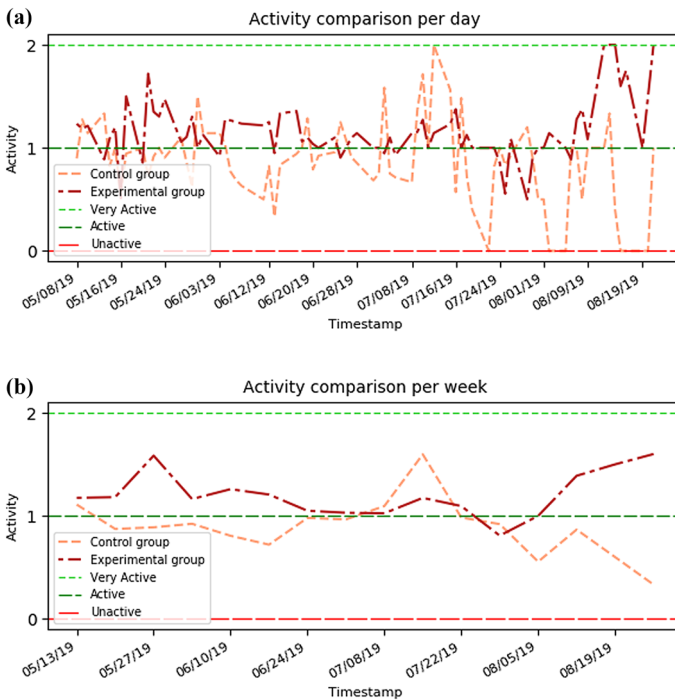 (a)
Activity comparison per day
2
1
0
Activity
Control group
Experimental group
Very Active
Active
Unactive
05/08/19
05/16/19
05/24/19
06/03/19
06/12/19
06/20/19
06/28/19
07/08/19
07/16/19
07/24/19
08/01/19
08/09/19
08/19/19
Timestamp
(b)
Activity comparison per week
2
1
0
Activity
Control group
Experimental group
Very Active
Active
Unactive
05/13/19
05/27/19
06/10/19
06/24/19
07/08/19
07/22/19
08/05/19
08/19/19
Timestamp